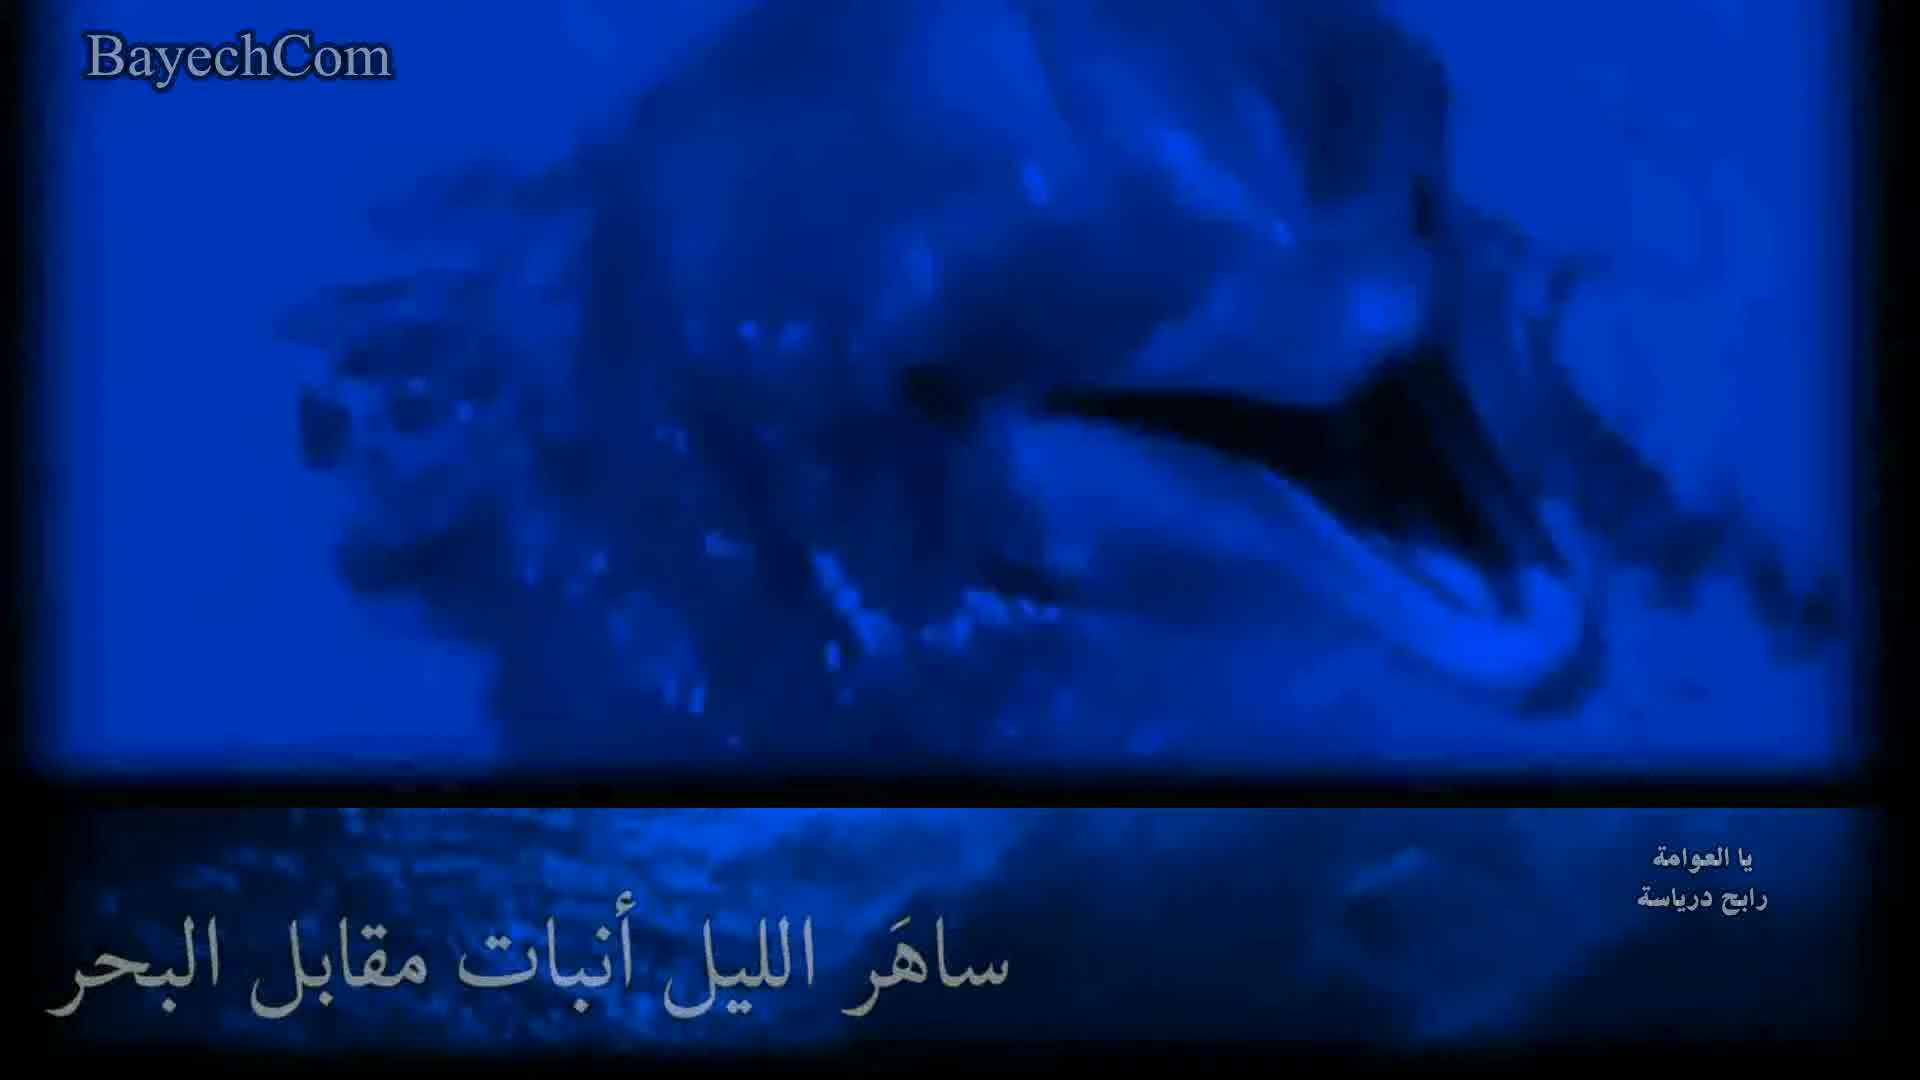 BayechCom
يا العوامة
رابح درياسة
ساهَر الليل أنبات مقابل البحر